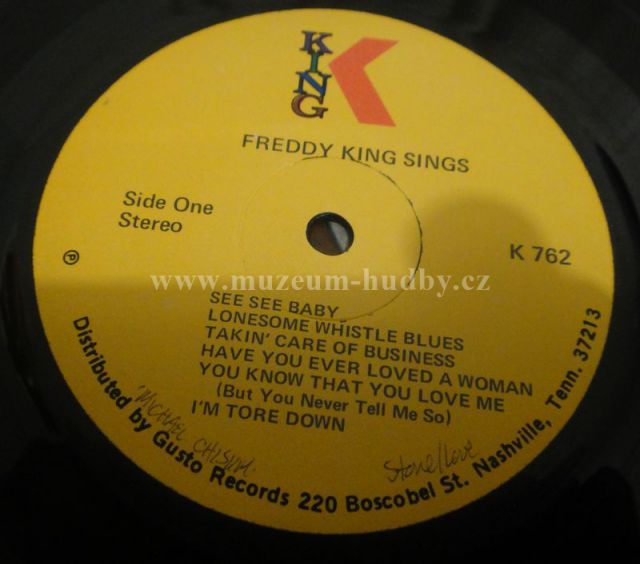 KING
FREDDY KING SINGS
Side One
Stereo
K 762
℗
www.muzeum-hudby.cz
SEE SEE BABY
LONESOME WHISTLE BLUES
TAKIN' CARE OF BUSINESS
HAVE YOU EVER LOVED A WOMAN
YOU KNOW THAT YOU LOVE ME
(But You Never Tell Me So)
I'M TORE DOWN
MICHAEL
Distributed by Gusto Records 220 Boscobel St. Nashville, Tenn. 37213